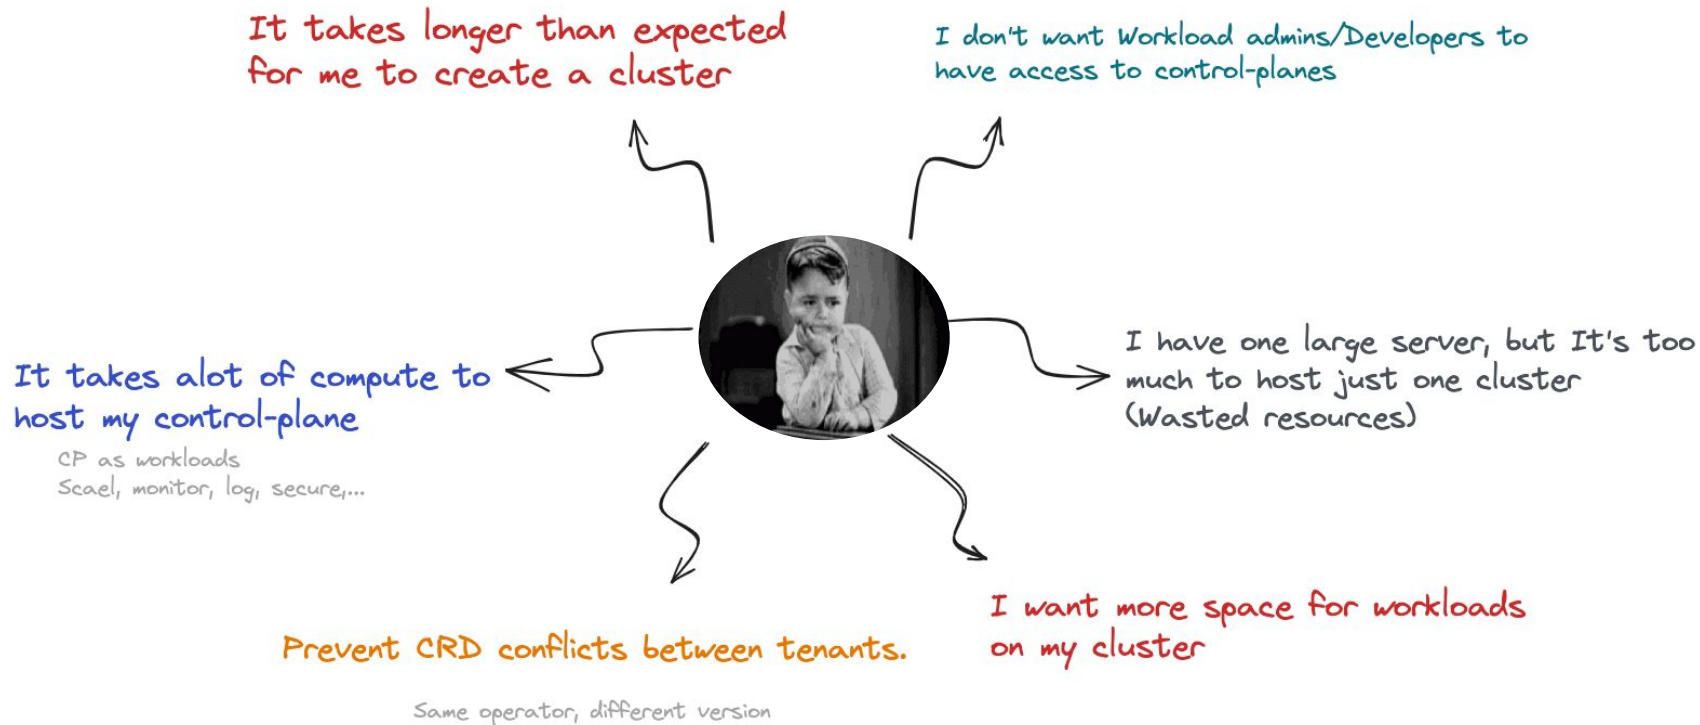 It takes longer than expected
for me to create a cluster
I don't want Workload admins/Developers to
have access to control-planes
It takes alot of compute to
host my control-plane
CP as workloads
Scael, monitor, log, secure,...
I have one large server, but It's too
much to host just one cluster
(Wasted resources)
Prevent CRD conflicts between tenants.
Same operator, different version
I want more space for workloads
on my cluster